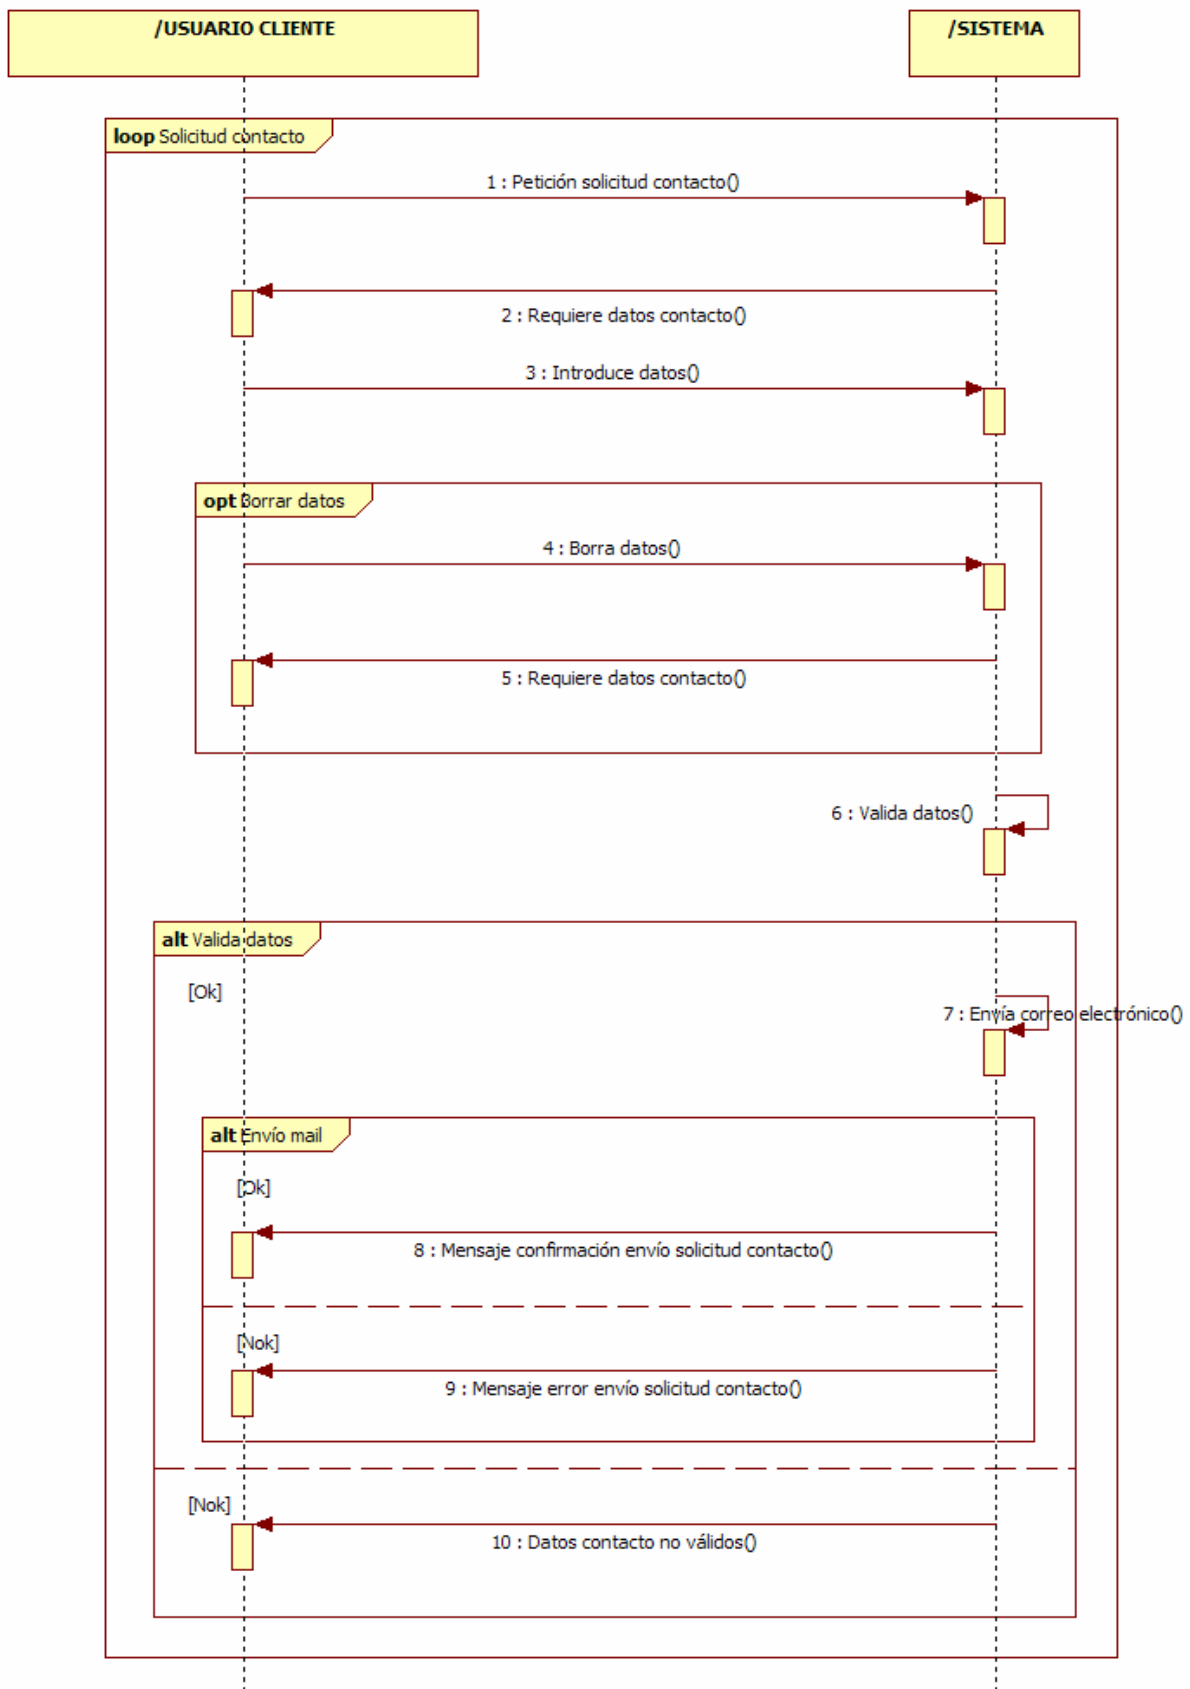 /USUARIO CLIENTE
/SISTEMA
loop Solicitud contacto
1 : Petición solicitud contacto()
2 : Requiere datos contacto()
3 : Introduce datos()
opt Borrar datos
4 : Borra datos()
5 : Requiere datos contacto()
6 : Valida datos()
alt Valida datos
[Ok]
7 : Envía correo electrónico()
alt Envío mail
[Ok]
8 : Mensaje confirmación envío solicitud contacto()
[Nok]
9 : Mensaje error envío solicitud contacto()
[Nok]
10 : Datos contacto no válidos()